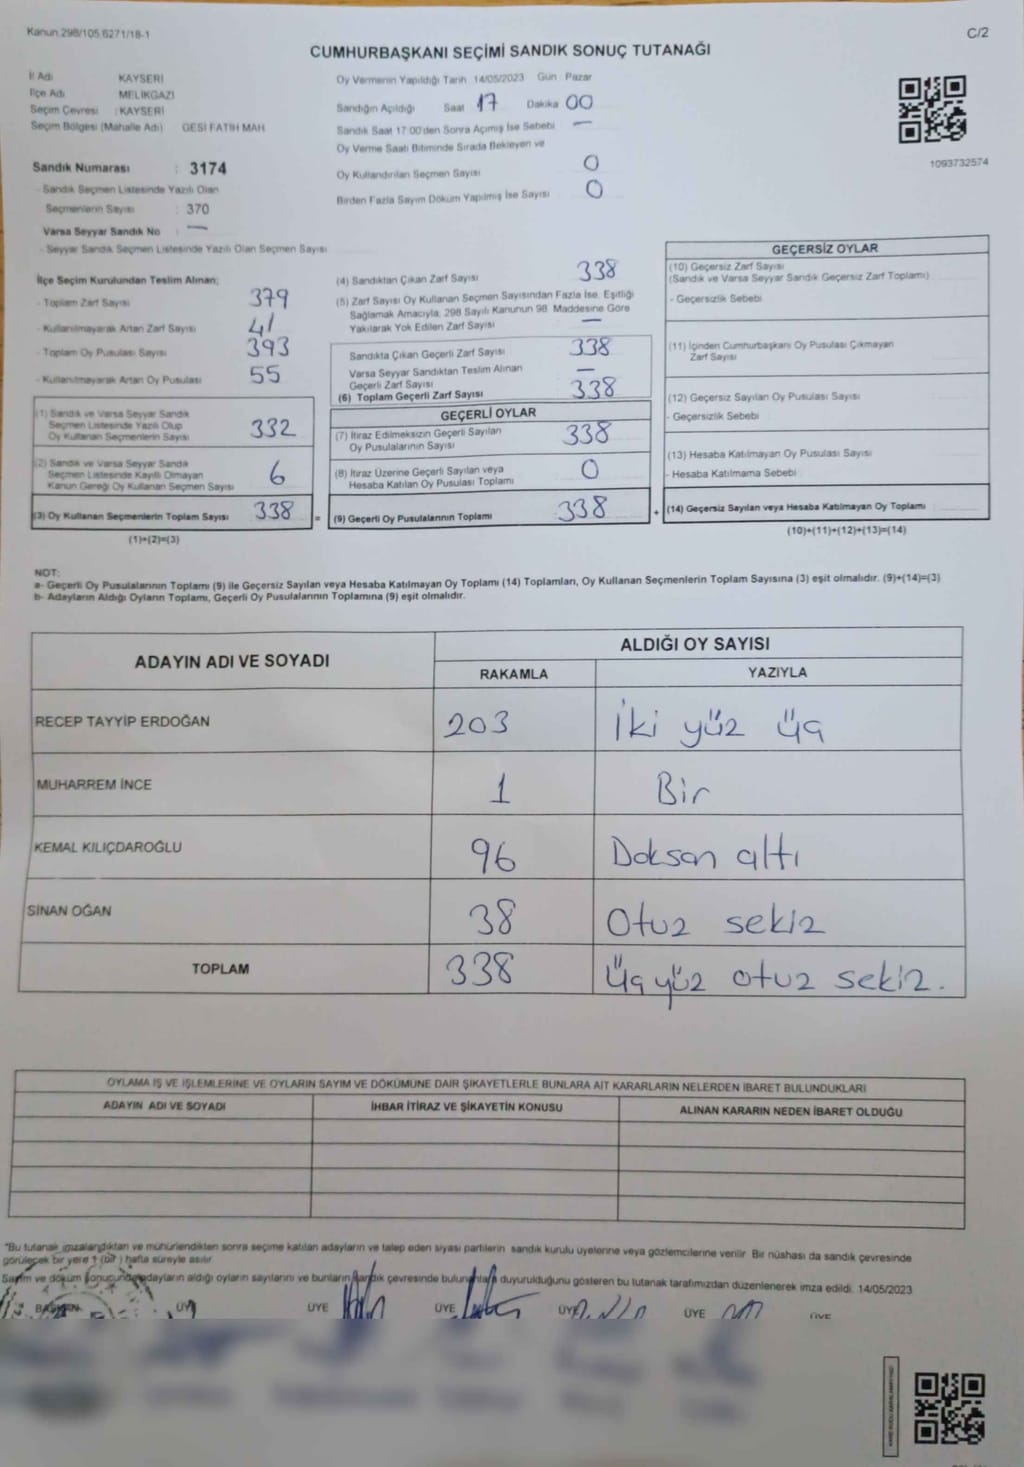 Kanun.298/105,6271/18-1
C/2
CUMHURBAŞKANI SEÇİMİ SANDIK SONUÇ TUTANAĞI
İl Adı KAYSERİ
İlçe Adı MELİKGAZİ
Seçim Çevresi : KAYSERİ
Seçim Bölgesi (Mahalle Adı) GESİ FATİH MAH
Sandık Numarası : 3174
- Sandık Seçmen Listesinde Yazılı Olan
Seçmenlerin Sayısı : 370
Varsa Seyyar Sandık No : —
- Seyyar Sandık Seçmen Listesinde Yazılı Olan Seçmen Sayısı
Oy Vermenin Yapıldığı Tarih 14/05/2023 Gün : Pazar
Sandığın Açıldığı Saat 17 Dakika 00
Sandık Saat 17:00'den Sonra Açımış İse Sebebi —
Oy Verme Saati Bitiminde Sırada Bekleyen ve
Oy Kullandırılan Seçmen Sayısı 0
Birden Fazla Sayım Döküm Yapılmış İse Sayısı 0
1093732574
İlçe Seçim Kurulundan Teslim Alınan;
- Toplam Zarf Sayısı 379
- Kullanılmayarak Artan Zarf Sayısı 41
- Toplam Oy Pusulası Sayısı 393
- Kullanılmayarak Artan Oy Pusulası 55
(1) Sandık ve Varsa Seyyar Sandık
Seçmen Listesinde Yazılı Olup
Oy Kullanan Seçmenlerin Sayısı 332
(2) Sandık ve Varsa Seyyar Sandık
Seçmen Listesinde Kayıtlı Olmayan
Kanun Gereği Oy Kullanan Seçmen Sayısı 6
(3) Oy Kullanan Seçmenlerin Toplam Sayısı 338
(1)+(2)=(3)
(4) Sandıktan Çıkan Zarf Sayısı 338
(5) Zarf Sayısı Oy Kullanan Seçmen Sayısından Fazla İse, Eşitliği
Sağlamak Amacıyla, 298 Sayılı Kanunun 98. Maddesine Göre
Yakılarak Yok Edilen Zarf Sayısı —
Sandıkta Çıkan Geçerli Zarf Sayısı 338
Varsa Seyyar Sandıktan Teslim Alınan
Geçerli Zarf Sayısı —
(6) Toplam Geçerli Zarf Sayısı 338
GEÇERLİ OYLAR
(7) İtiraz Edilmeksizin Geçerli Sayılan
Oy Pusulalarının Sayısı 338
(8) İtiraz Üzerine Geçerli Sayılan veya
Hesaba Katılan Oy Pusulası Toplamı 0
= (9) Geçerli Oy Pusulalarının Toplamı 338 +
GEÇERSİZ OYLAR
(10) Geçersiz Zarf Sayısı
(Sandık ve Varsa Seyyar Sandık Geçersiz Zarf Toplamı)
- Geçersizlik Sebebi
(11) İçinden Cumhurbaşkanı Oy Pusulası Çıkmayan
Zarf Sayısı
(12) Geçersiz Sayılan Oy Pusulası Sayısı
- Geçersizlik Sebebi
(13) Hesaba Katılmayan Oy Pusulası Sayısı
- Hesaba Katılmama Sebebi
(14) Geçersiz Sayılan veya Hesaba Katılmayan Oy Toplamı
(10)+(11)+(12)+(13)=(14)
NOT:
a- Geçerli Oy Pusulalarının Toplamı (9) ile Geçersiz Sayılan veya Hesaba Katılmayan Oy Toplamı (14) Toplamları, Oy Kullanan Seçmenlerin Toplam Sayısına (3) eşit olmalıdır. (9)+(14)=(3)
b- Adayların Aldığı Oyların Toplamı, Geçerli Oy Pusulalarının Toplamına (9) eşit olmalıdır.
ADAYIN ADI VE SOYADI
ALDIĞI OY SAYISI
RAKAMLA YAZIYLA
RECEP TAYYİP ERDOĞAN 203 İki yüz üç
MUHARREM İNCE 1 Bir
KEMAL KILIÇDAROĞLU 96 Doksan altı
SİNAN OĞAN 38 Otuz sekiz
TOPLAM 338 Üçyüz otuz sekiz.
OYLAMA İŞ VE İŞLEMLERİNE VE OYLARIN SAYIM VE DÖKÜMÜNE DAİR ŞİKAYETLERLE BUNLARA AİT KARARLARIN NELERDEN İBARET BULUNDUKLARI
ADAYIN ADI VE SOYADI İHBAR İTİRAZ VE ŞİKAYETİN KONUSU ALINAN KARARIN NEDEN İBARET OLDUĞU
"Bu tutanak imzalandıktan ve mühürlendikten sonra seçime katılan adayların ve talep eden siyasi partilerin sandık kurulu üyelerine veya gözlemcilerine verilir. Bir nüshası da sandık çevresinde
görülecek bir yere 1 (bir) hafta süreyle asılır.
Sayım ve döküm sonucunda adayların aldığı oyların sayılarını ve bunların sandık çevresinde bulunanlara duyurulduğunu gösteren bu tutanak tarafımızdan düzenlenerek imza edildi. 14/05/2023
BAŞKAN ÜYE ÜYE ÜYE ÜYE ÜYE ÜYE